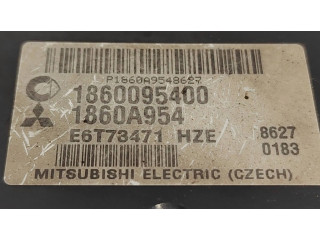 P1860A9548627
1860095400
1860A954
E6T73471 HZE 8627
0183
MITSUBISHI ELECTRIC (CZECH)